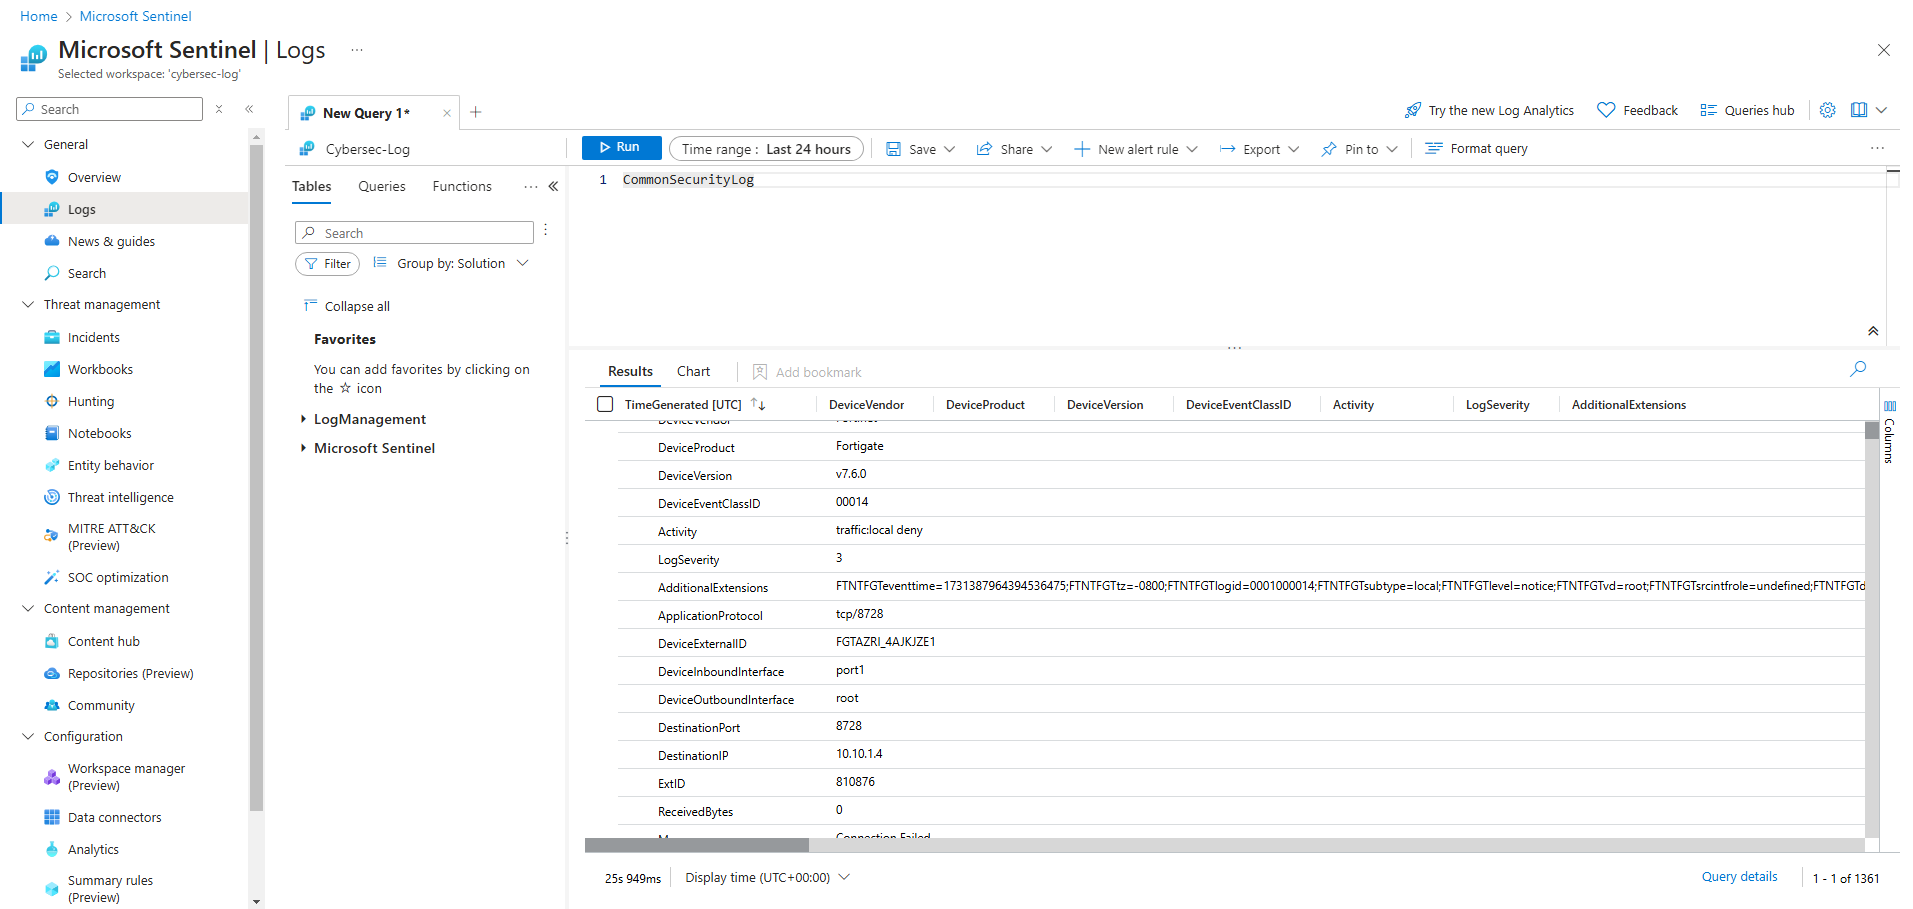 Home > Microsoft Sentinel
Microsoft Sentinel | Logs ...
Selected workspace: 'cybersec-log'
Search
General
Overview
Logs
News & guides
Search
Threat management
Incidents
Workbooks
Hunting
Notebooks
Entity behavior
Threat intelligence
MITRE ATT&CK
(Preview)
SOC optimization
Content management
Content hub
Repositories (Preview)
Community
Configuration
Workspace manager
(Preview)
Data connectors
Analytics
Summary rules
(Preview)
New Query 1*
Try the new Log Analytics
Feedback
Queries hub
Cybersec-Log
Run
Time range : Last 24 hours
Save
Share
New alert rule
Export
Pin to
Format query
Tables Queries Functions
Search
Filter
Group by: Solution
Collapse all
Favorites
You can add favorites by clicking on
the ☆ icon
LogManagement
Microsoft Sentinel
1 CommonSecurityLog
Results Chart Add bookmark
TimeGenerated [UTC] DeviceVendor DeviceProduct DeviceVersion DeviceEventClassID Activity LogSeverity AdditionalExtensions
Columns
DeviceVendor Fortinet
DeviceProduct Fortigate
DeviceVersion v7.6.0
DeviceEventClassID 00014
Activity traffic:local deny
LogSeverity 3
AdditionalExtensions FTNTFGTeventtime=1731387964394536475;FTNTFGTtz=-0800;FTNTFGTlogid=0001000014;FTNTFGTsubtype=local;FTNTFGTlevel=notice;FTNTFGTvd=root;FTNTFGTsrcintfrole=undefined;FTNTFGTd
ApplicationProtocol tcp/8728
DeviceExternalID FGTAZRI_4AJKJZE1
DeviceInboundInterface port1
DeviceOutboundInterface root
DestinationPort 8728
DestinationIP 10.10.1.4
ExtID 810876
ReceivedBytes 0
Connection Failed
25s 949ms
Display time (UTC+00:00)
Query details
1 - 1 of 1361